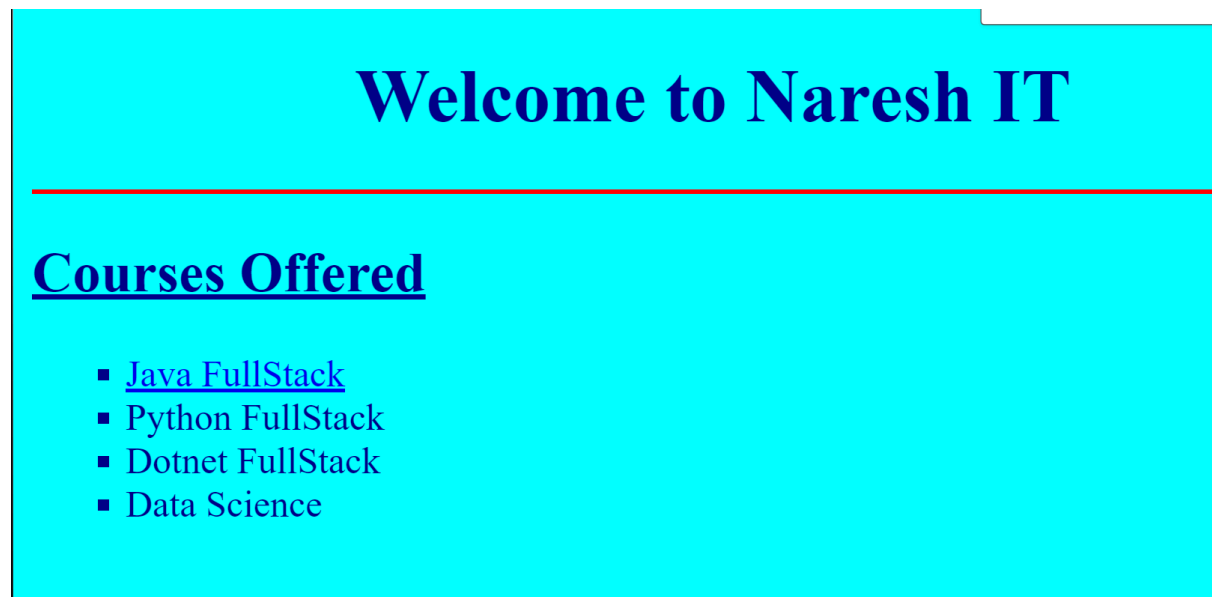 Welcome to Naresh IT
Courses Offered
Java FullStack
Python FullStack
Dotnet FullStack
Data Science